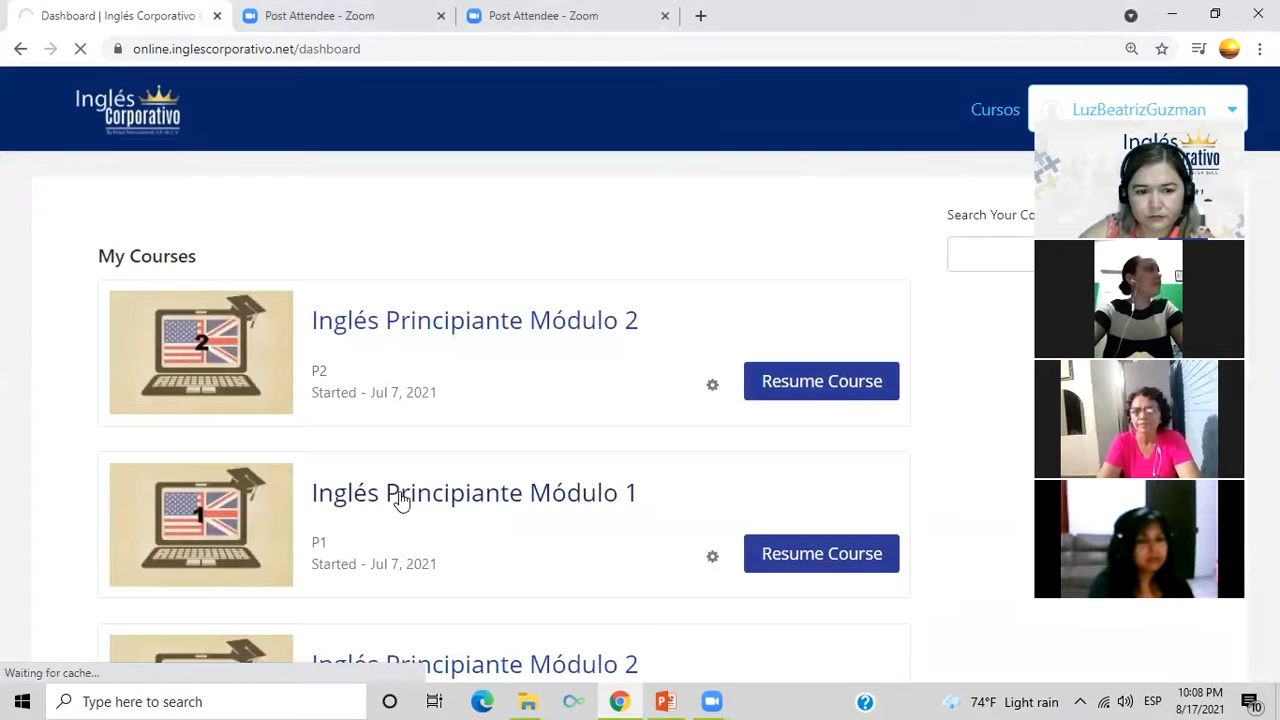 Dashboard | Inglés Corporativo
Post Attendee - Zoom
Post Attendee - Zoom
online.inglescorporativo.net/dashboard
Inglés
Corporativo
Cursos
LuzBeatrizGuzman
Search Your Co
My Courses
2
Inglés Principiante Módulo 2
P2
Started - Jul 7, 2021
Resume Course
1
Inglés Principiante Módulo 1
P1
Started - Jul 7, 2021
Resume Course
Inglés Principiante Módulo 2
Waiting for cache...
Type here to search
74°F Light rain
ESP
10:08 PM
8/17/2021
10